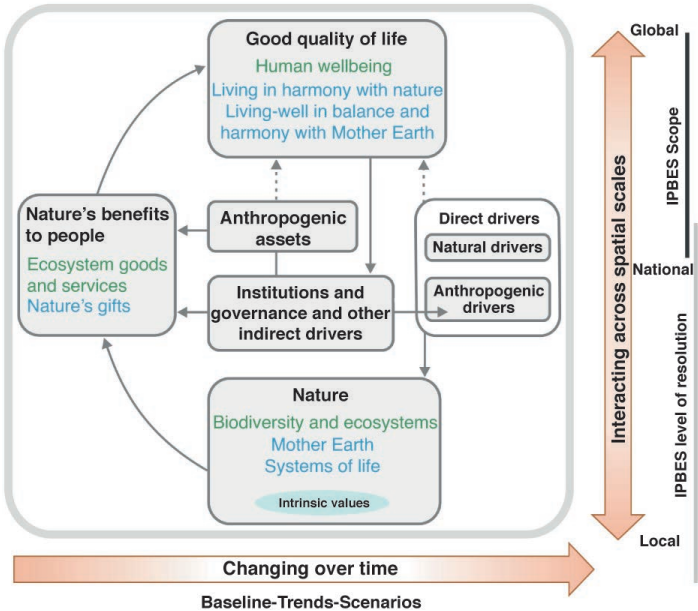 Good quality of life
Human wellbeing
Living in harmony with nature
Living-well in balance and
harmony with Mother Earth
Nature's benefits
to people
Ecosystem goods
and services
Nature's gifts
Anthropogenic
assets
Direct drivers
Natural drivers
Anthropogenic
drivers
Institutions and
governance and other
indirect drivers
Nature
Biodiversity and ecosystems
Mother Earth
Systems of life
Intrinsic values
Global
IPBES Scope
Interacting across spatial scales
National
IPBES level of resolution
Local
Changing over time
Baseline-Trends-Scenarios